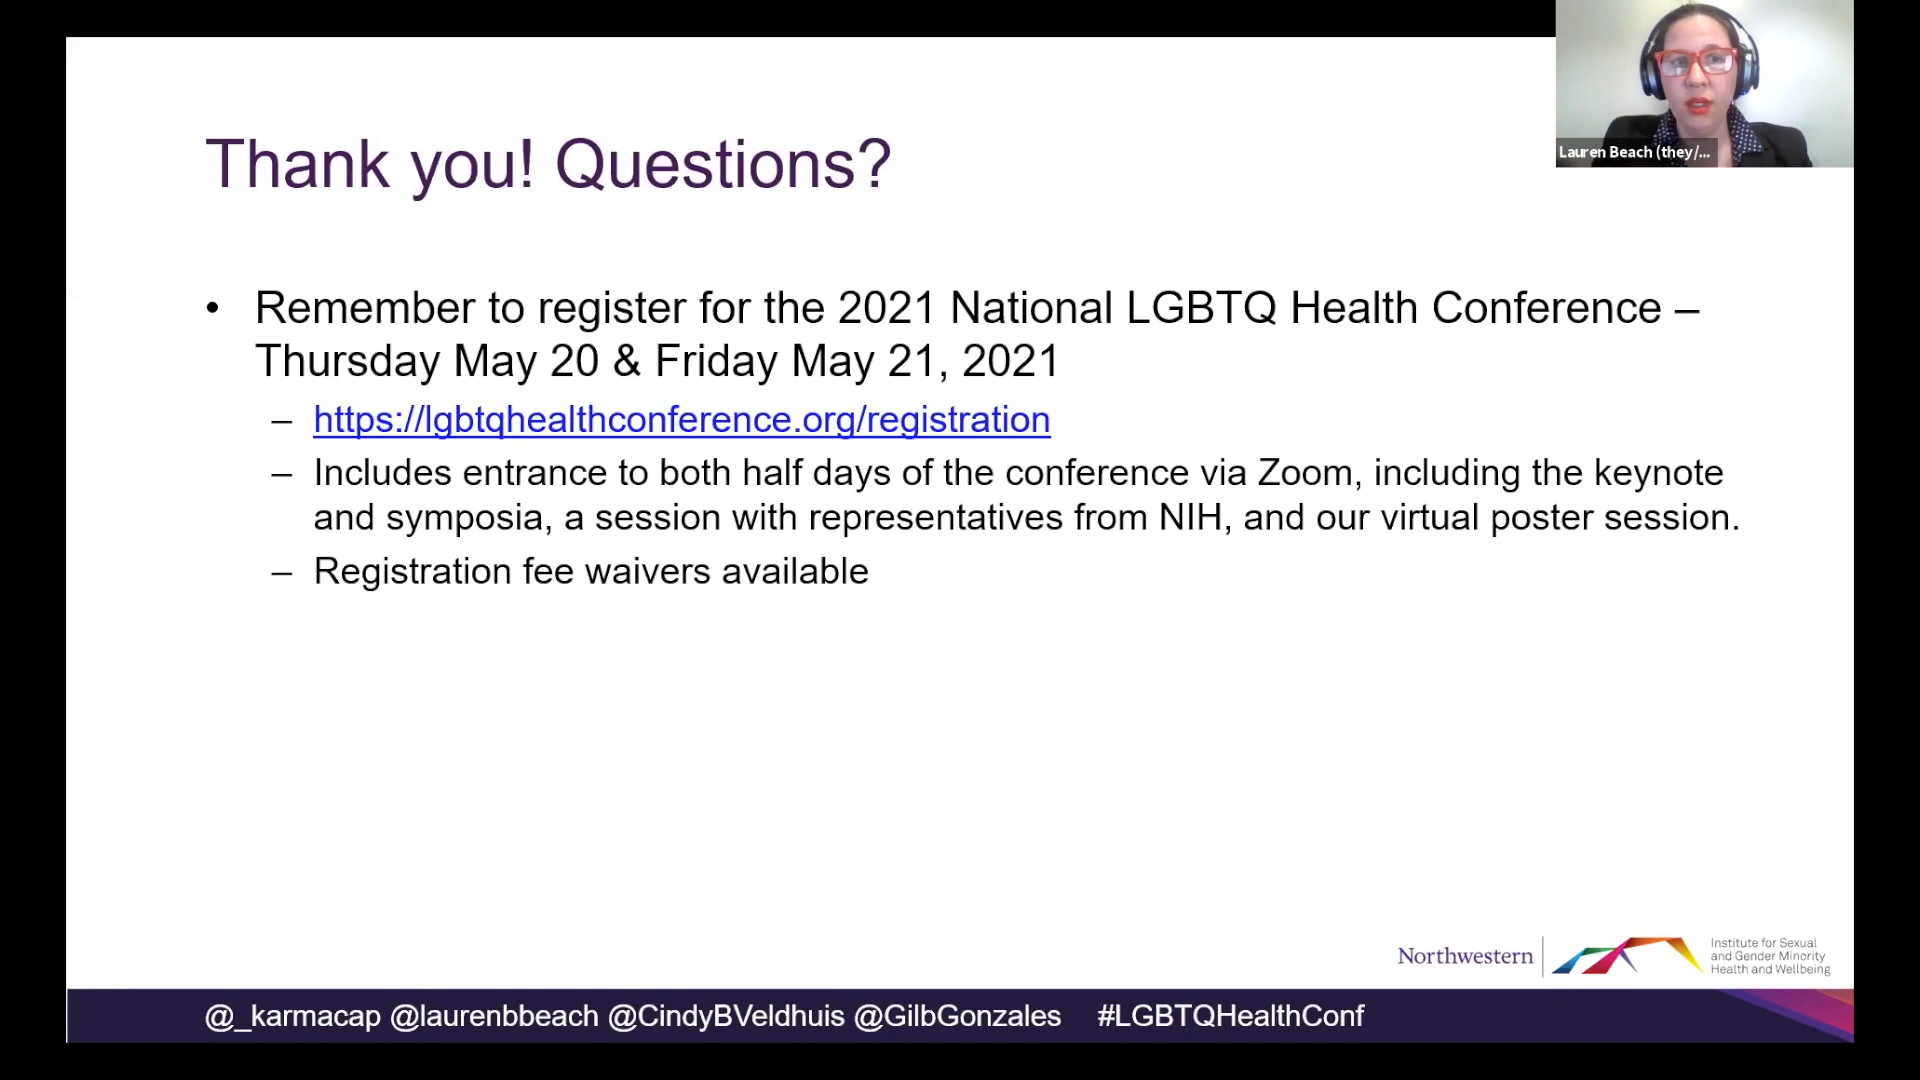 Thank you! Questions?
Lauren Beach (they/...
• Remember to register for the 2021 National LGBTQ Health Conference –
Thursday May 20 & Friday May 21, 2021
– https://lgbtqhealthconference.org/registration
– Includes entrance to both half days of the conference via Zoom, including the keynote
and symposia, a session with representatives from NIH, and our virtual poster session.
– Registration fee waivers available
Northwestern
Institute for Sexual
and Gender Minority
Health and Wellbeing
@_karmacap @laurenbbeach @CindyBVeldhuis @GilbGonzales #LGBTQHealthConf